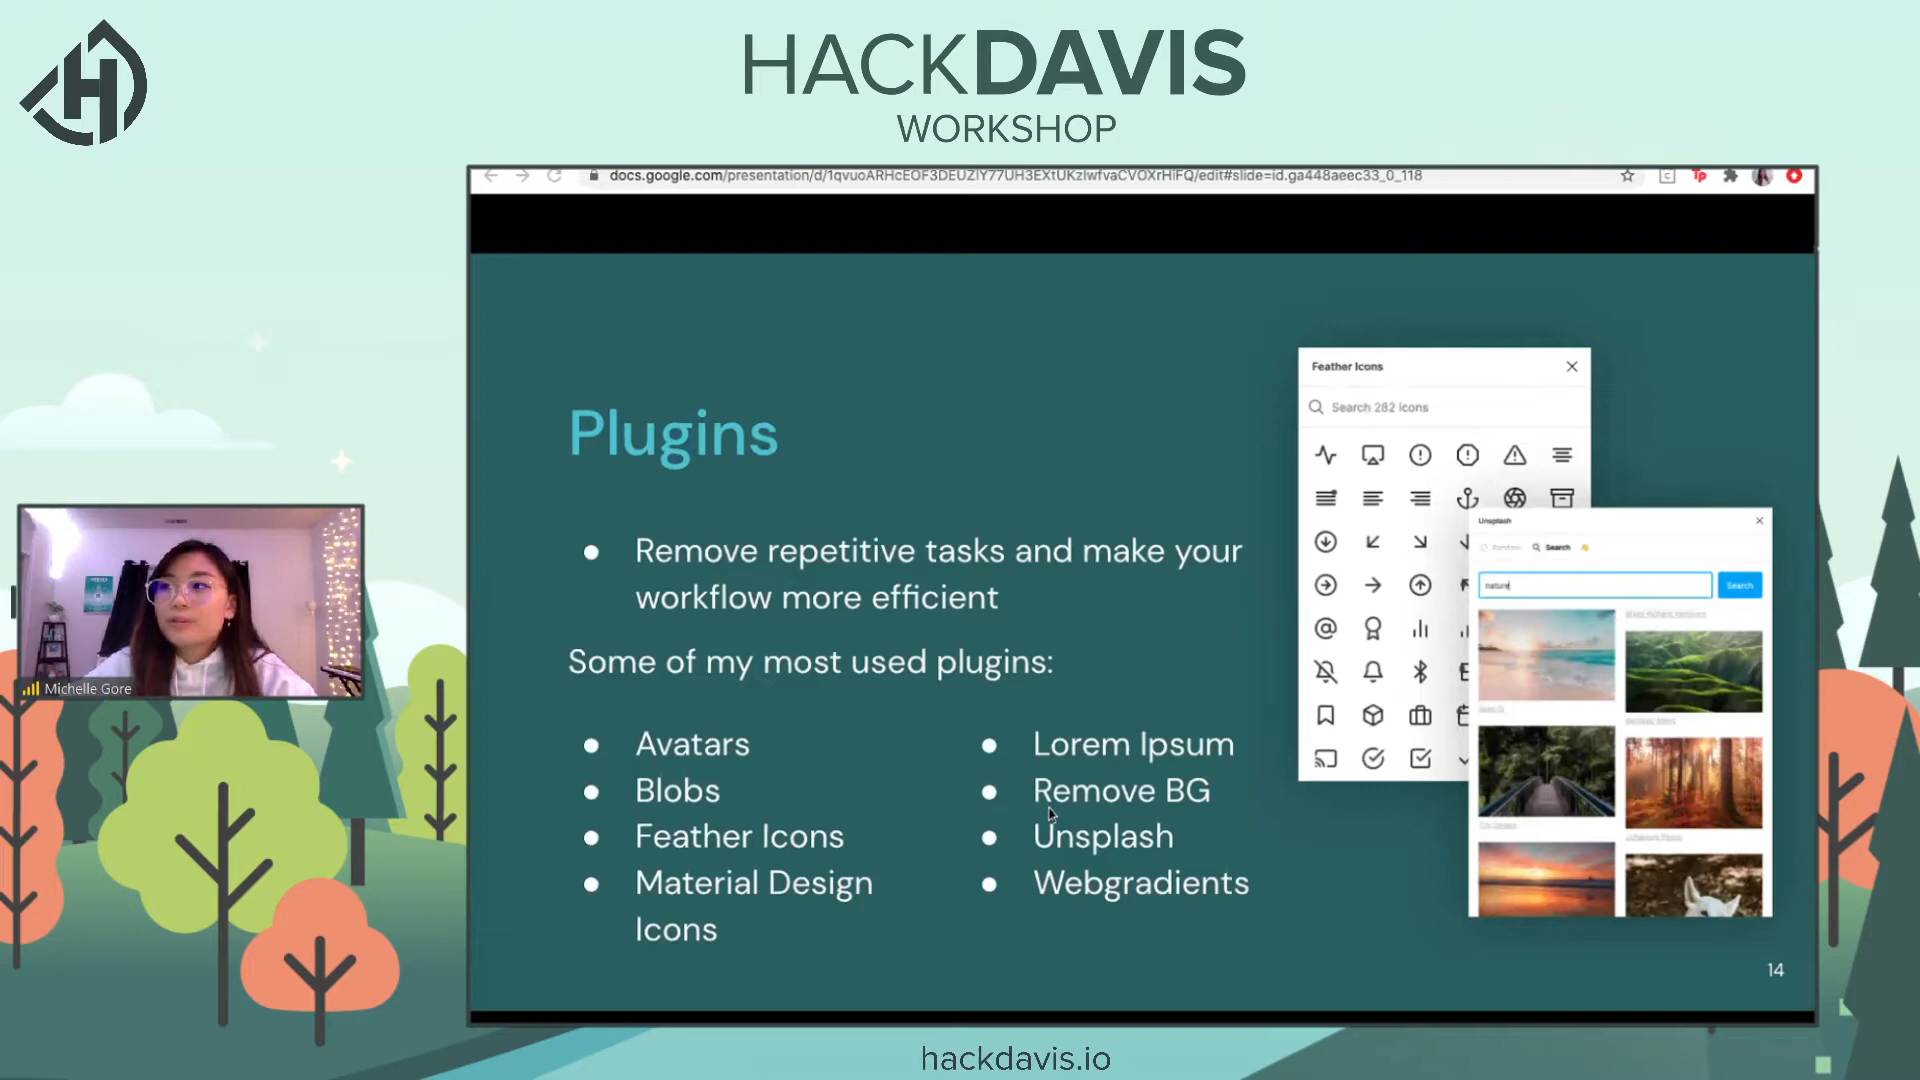 HACKDAVIS
WORKSHOP
docs.google.com/presentation/d/1qvuoARHcEOF3DEUZIY77UH3EXtUKzlwfvaCVOXrHiFQ/edit#slide=id.ga448aeec33_0_118
Plugins
Remove repetitive tasks and make your
workflow more efficient
Some of my most used plugins:
Avatars
Blobs
Feather Icons
Material Design
Icons
Lorem Ipsum
Remove BG
Unsplash
Webgradients
Feather Icons
Search 282 icons
Unsplash
Random
Search
nature
Search
14
Michelle Gore
hackdavis.io